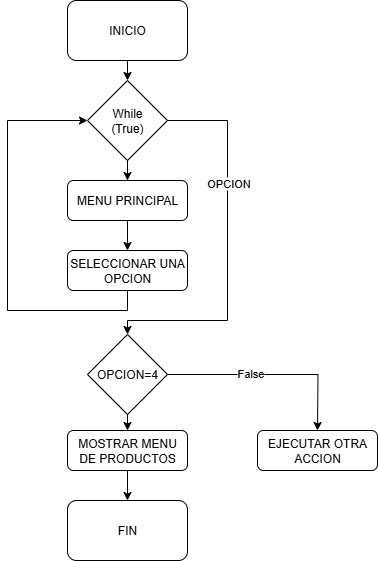 INICIO
While
(True)
OPCION
MENU PRINCIPAL
SELECCIONAR UNA
OPCION
OPCION=4
False
MOSTRAR MENU
DE PRODUCTOS
EJECUTAR OTRA
ACCION
FIN